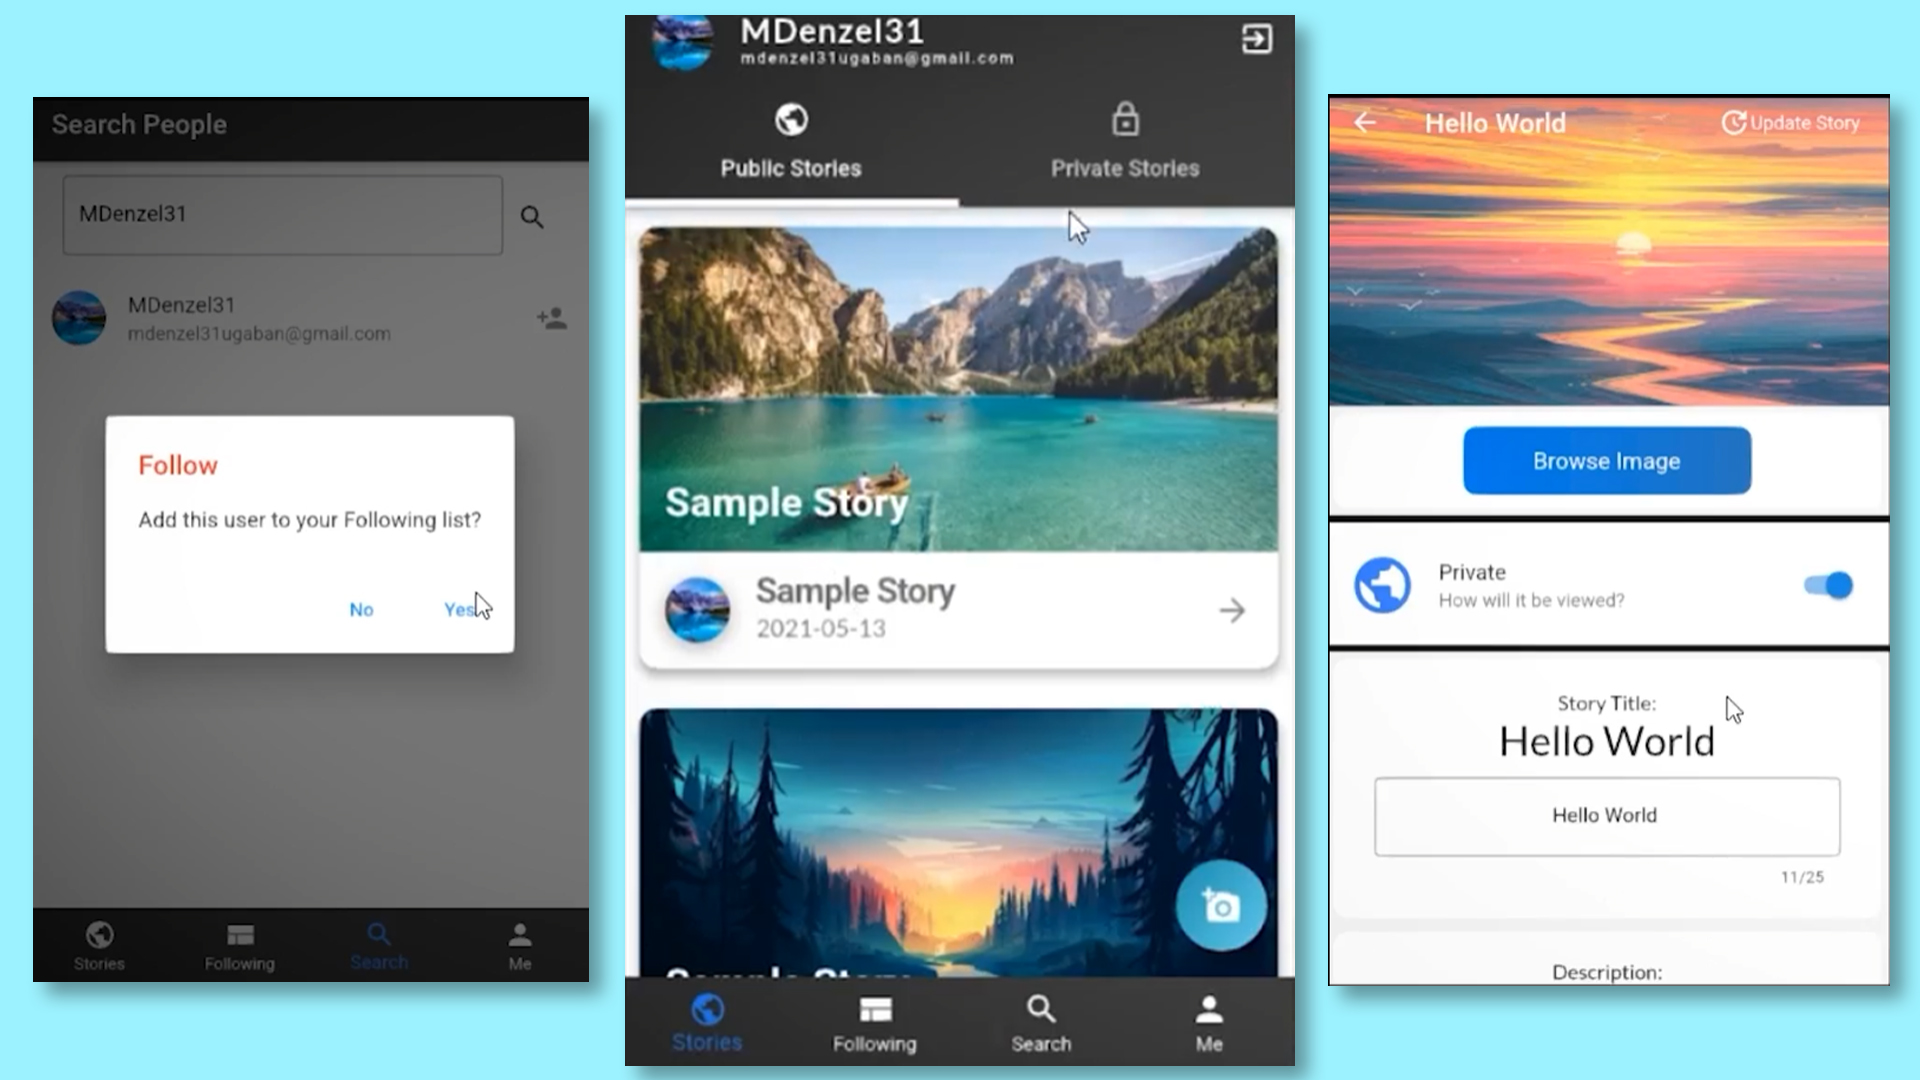 Search People
MDenzel31
MDenzel31
mdenzel31ugaban@gmail.com
Follow
Add this user to your Following list?
No
Yes
Stories
Following
Search
Me
MDenzel31
mdenzel31ugaban@gmail.com
Public Stories
Private Stories
Sample Story
Sample Story
2021-05-13
Sample Story
Stories
Following
Search
Me
Hello World
Update Story
Browse Image
Private
How will it be viewed?
Story Title:
Hello World
Hello World
11/25
Description: